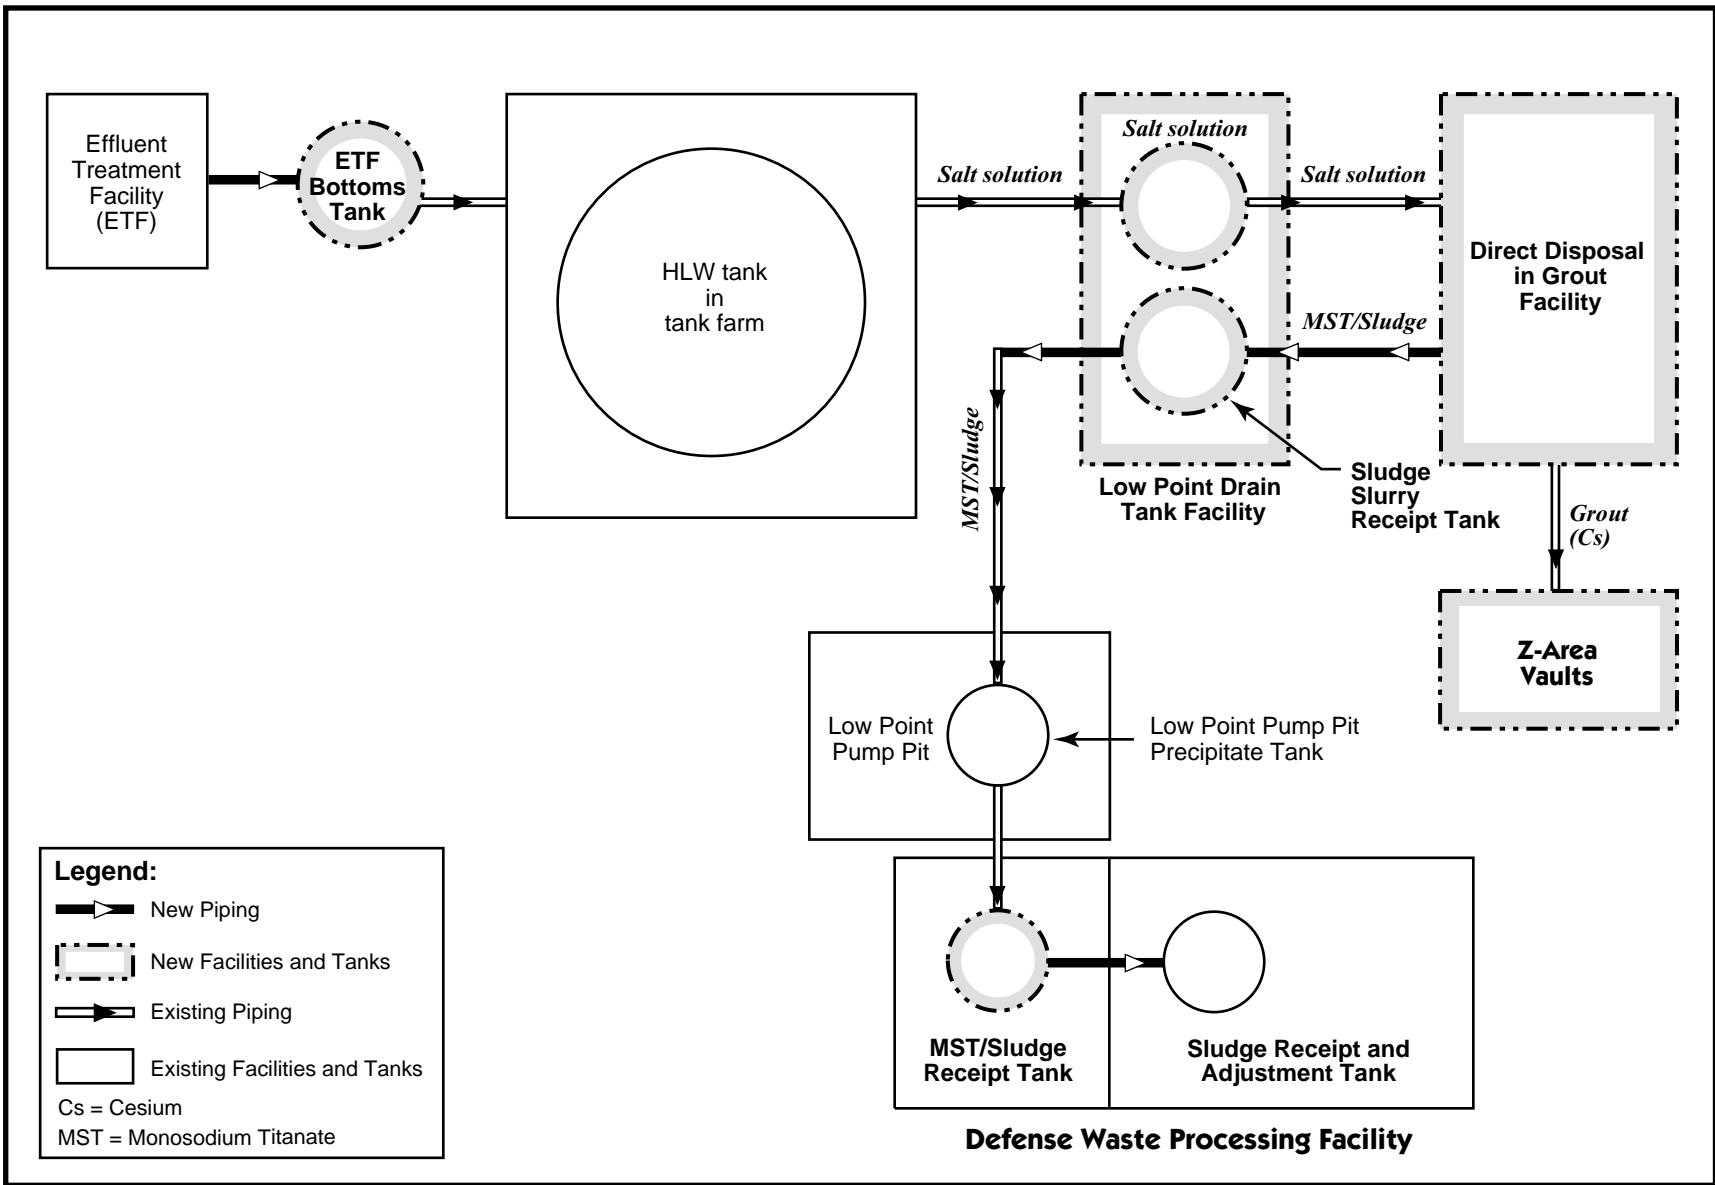 Effluent
Treatment
Facility
(ETF)
ETF
Bottoms
Tank
HLW tank
in
tank farm
Salt solution
Salt solution
Salt solution
Direct Disposal
in Grout
Facility
MST/Sludge
MST/Sludge
Low Point Drain
Tank Facility
Sludge
Slurry
Receipt Tank
Grout
(Cs)
Z-Area
Vaults
Low Point
Pump Pit
Low Point Pump Pit
Precipitate Tank
MST/Sludge
Receipt Tank
Sludge Receipt and
Adjustment Tank
Defense Waste Processing Facility
Legend:
New Piping
New Facilities and Tanks
Existing Piping
Existing Facilities and Tanks
Cs = Cesium
MST = Monosodium Titanate